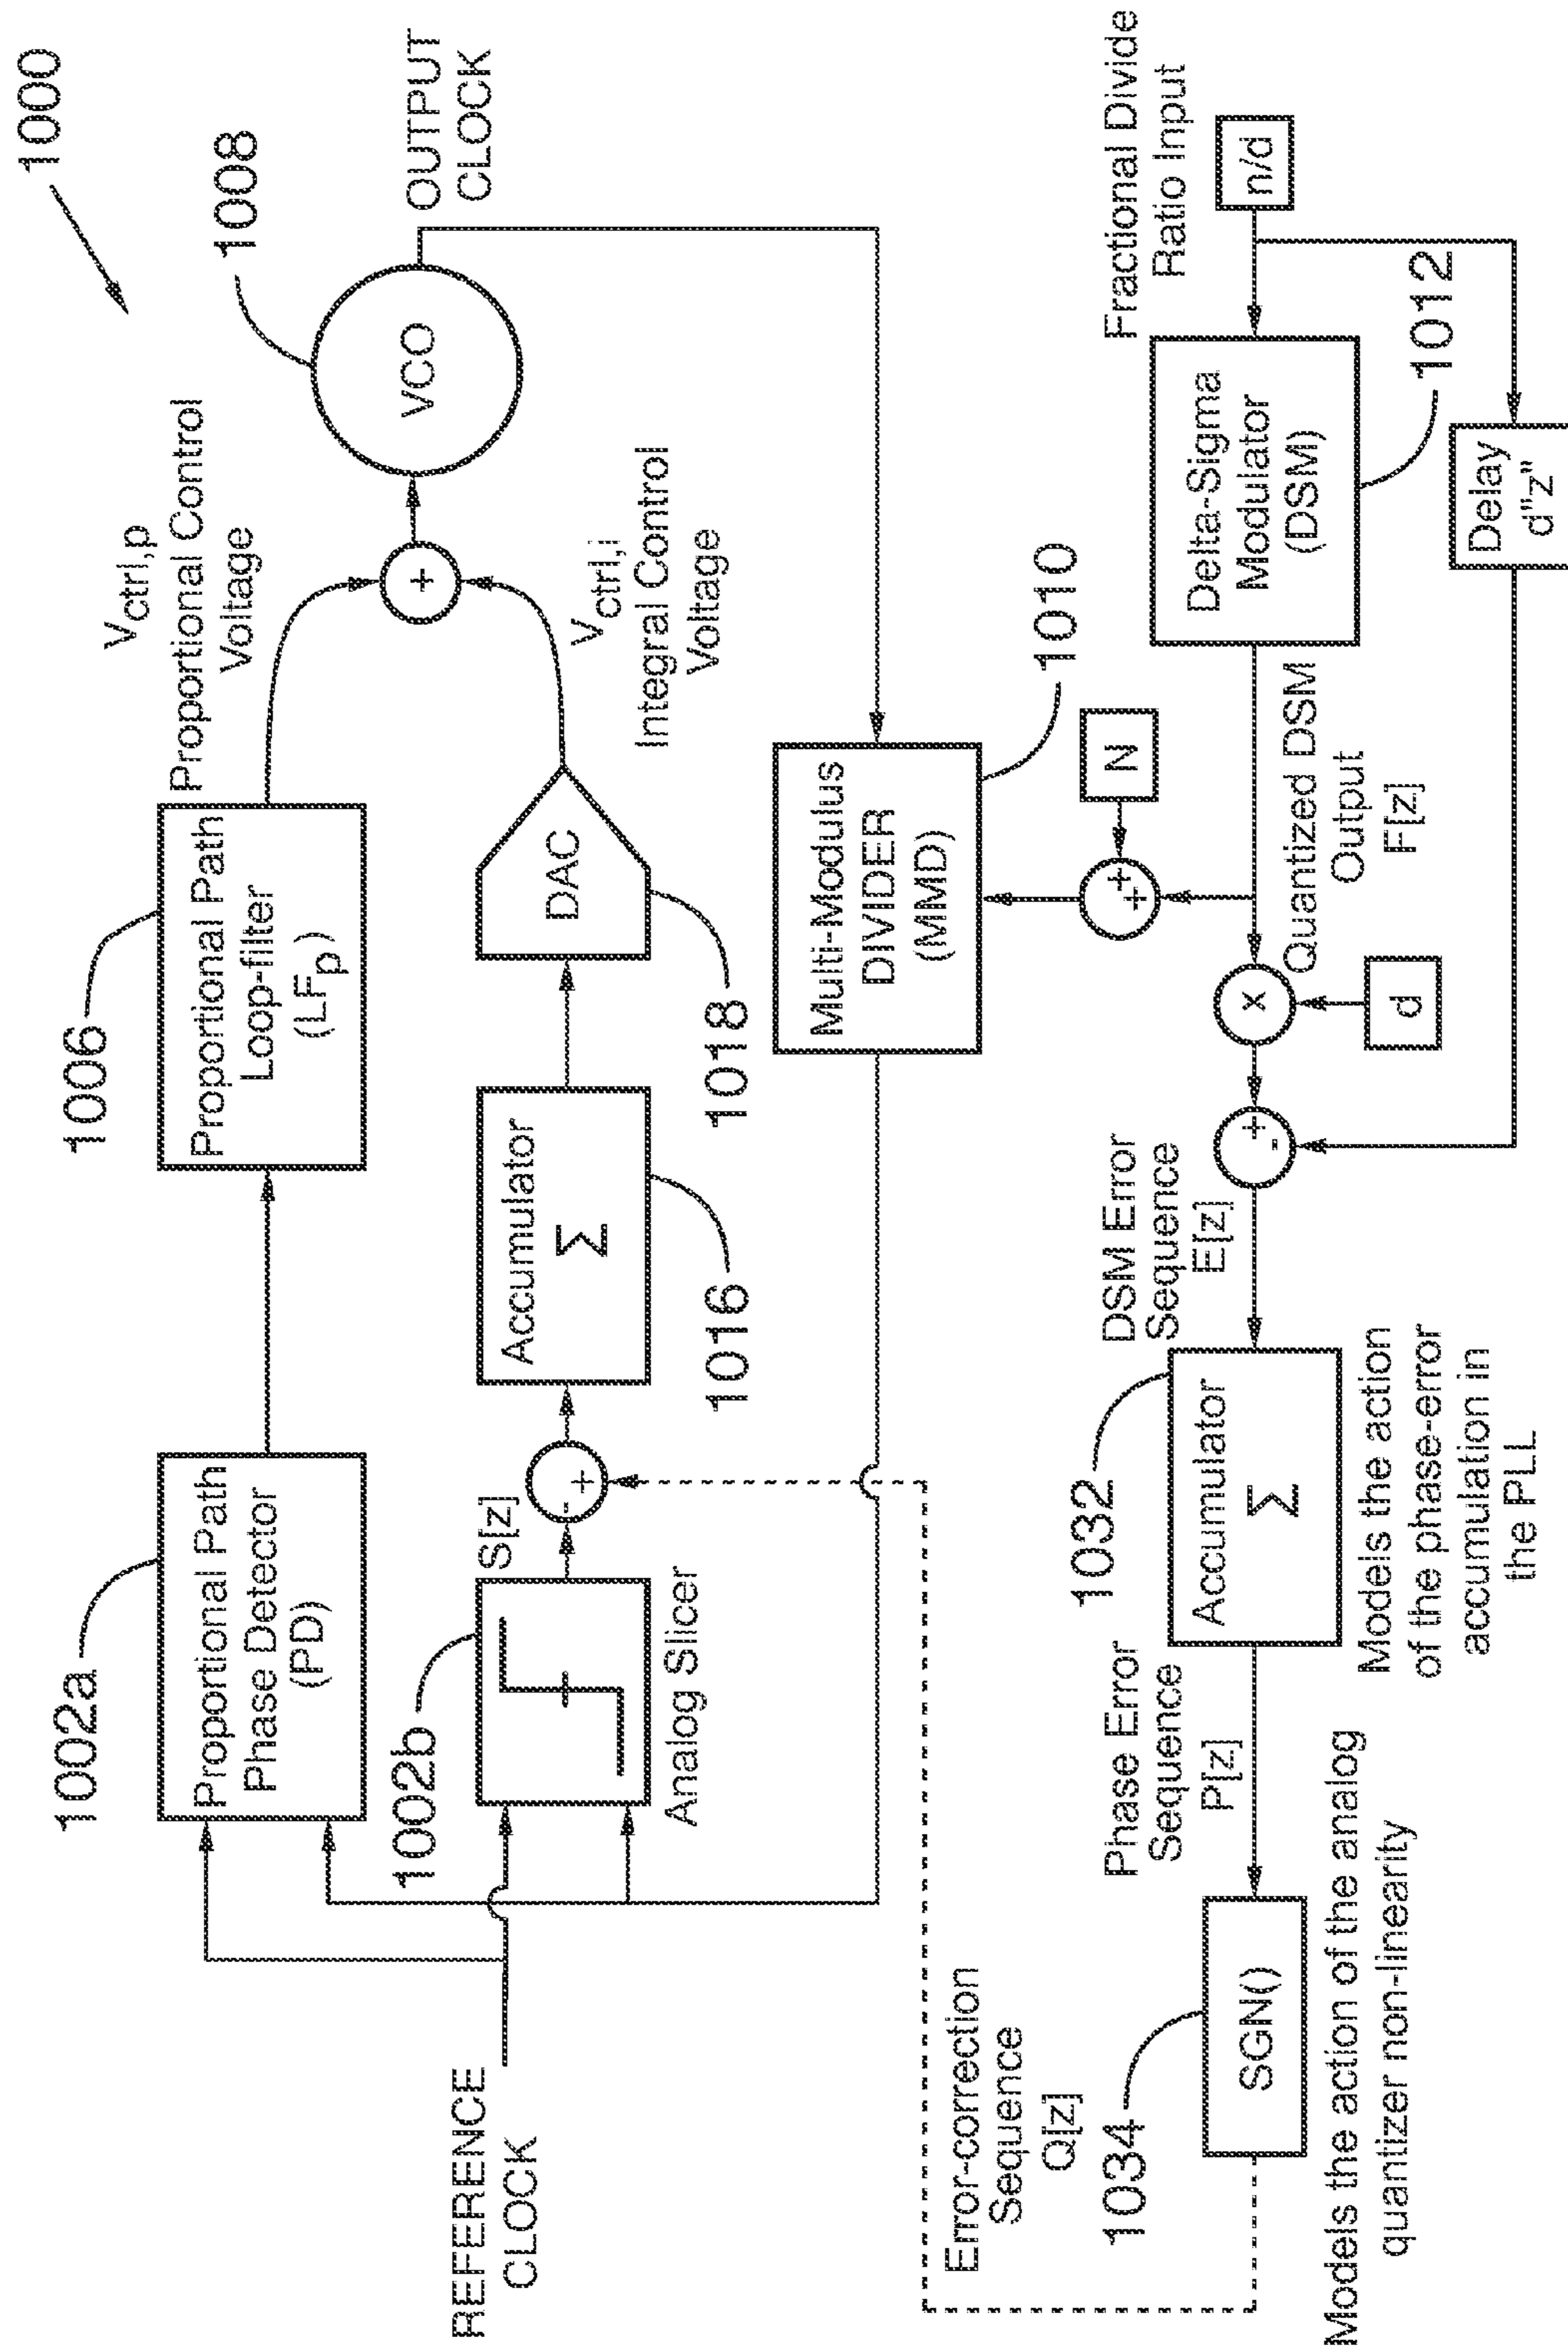 1000
1002a
Proportional Path
Phase Detector
(PD)
1006
Proportional Path
Loop-filter
(LFp)
Vctrl,p
Proportional Control
Voltage
1008
VCO
OUTPUT
CLOCK
+
REFERENCE
CLOCK
1002b
Analog Slicer
S[z]
- +
Accumulator
Σ
1016
DAC
1018
Vctrl,i
Integral Control
Voltage
Multi-Modulus
DIVIDER
(MMD)
1010
N
+ +
Error-correction
Sequence
Q[z]
1034
SGN()
Models the action of the analog
quantizer non-linearity
Phase Error
Sequence
P[z]
1032
Accumulator
Σ
Models the action
of the phase-error
accumulation in
the PLL
DSM Error
Sequence
E[z]
+ -
x
d
Quantized DSM
Output
F[z]
Delta-Sigma
Modulator
(DSM)
1012
Fractional Divide
Ratio Input
n/d
Delay
d"z"